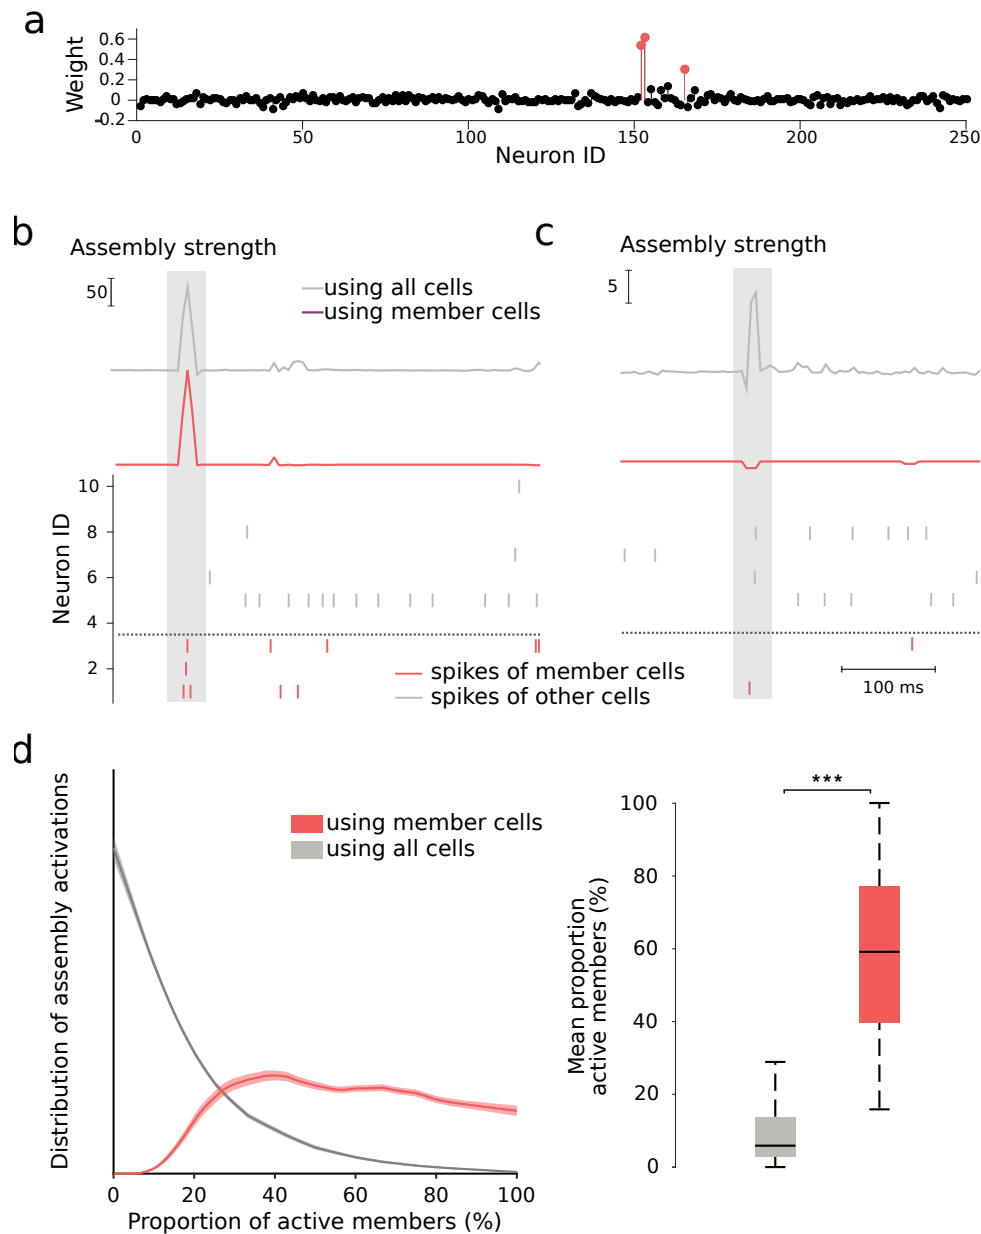 a
Weight
0.6
0.4
0.2
0
-0.2
0
50
100
150
200
250
Neuron ID
b
Assembly strength
50
using all cells
using member cells
Neuron ID
10
8
6
4
2
spikes of member cells
spikes of other cells
c
Assembly strength
5
100 ms
d
Distribution of assembly activations
using member cells
using all cells
0
20
40
60
80
100
Proportion of active members (%)
***
Mean proportion
active members (%)
100
80
60
40
20
0